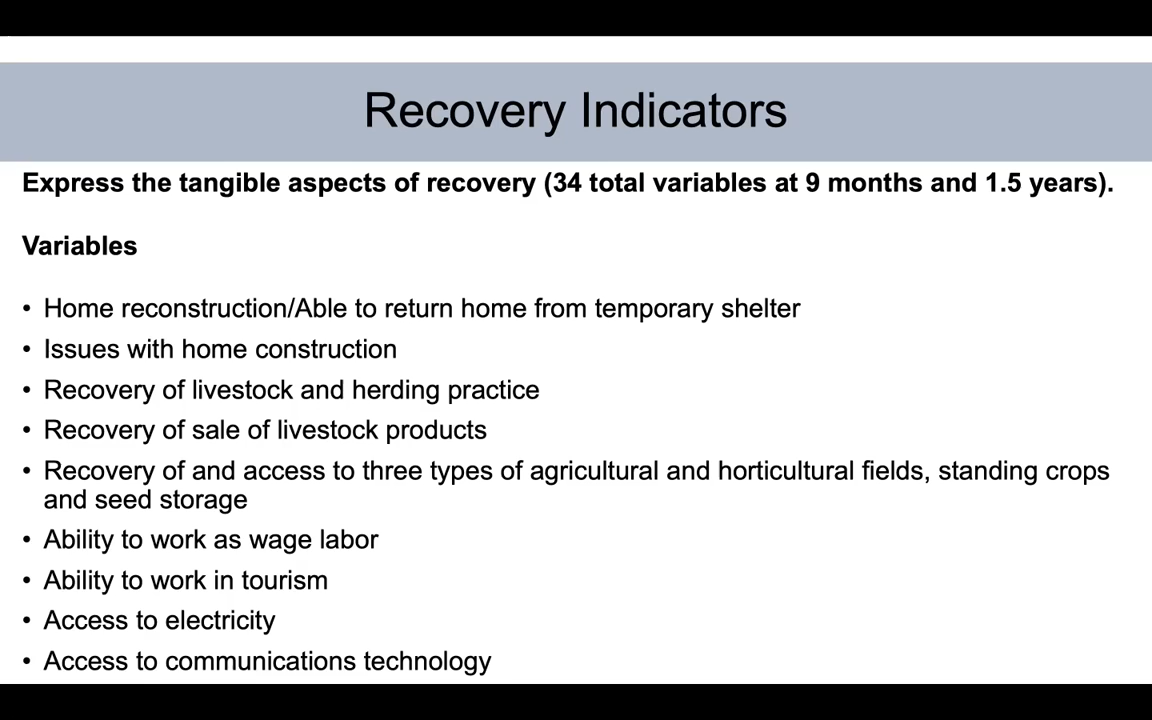 Recovery Indicators
Express the tangible aspects of recovery (34 total variables at 9 months and 1.5 years).
Variables
• Home reconstruction/Able to return home from temporary shelter
• Issues with home construction
• Recovery of livestock and herding practice
• Recovery of sale of livestock products
• Recovery of and access to three types of agricultural and horticultural fields, standing crops
and seed storage
• Ability to work as wage labor
• Ability to work in tourism
• Access to electricity
• Access to communications technology